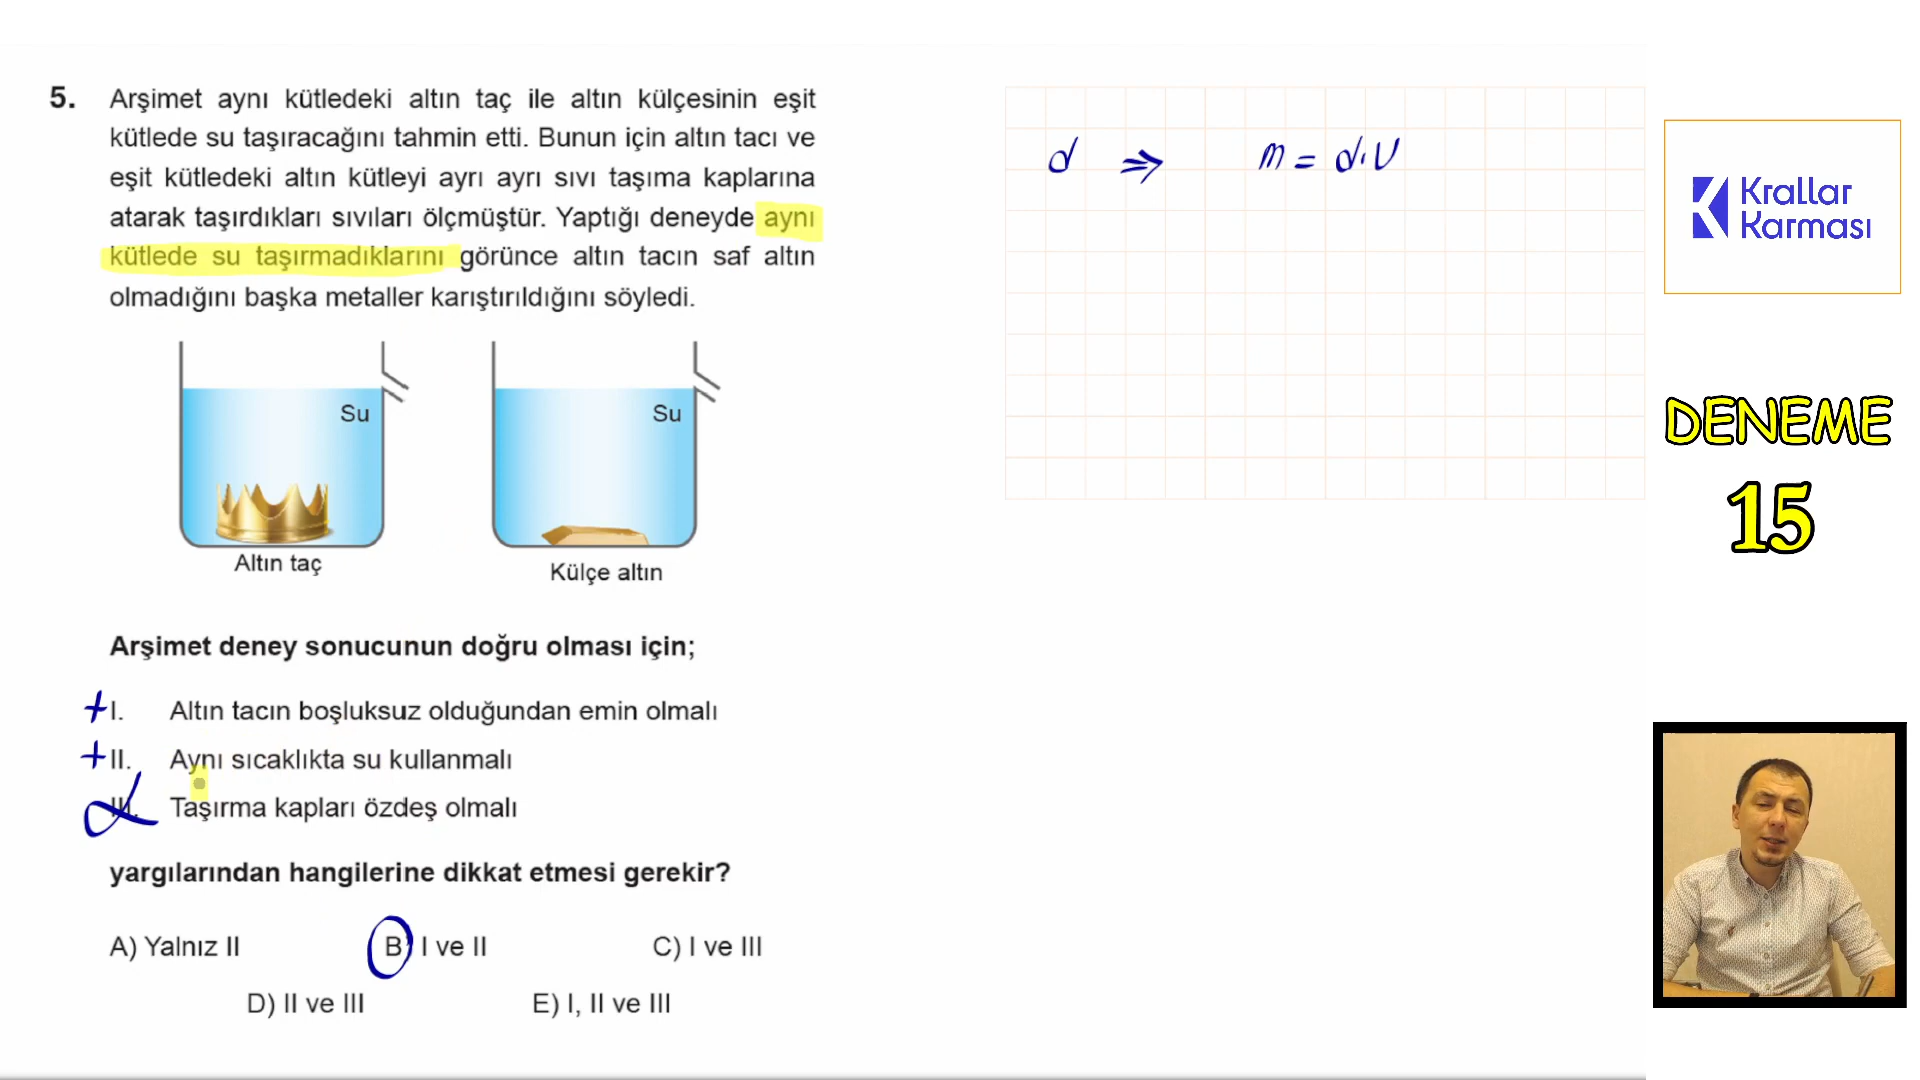 5. Arşimet aynı kütledeki altın taç ile altın külçesinin eşit
kütlede su taşıracağını tahmin etti. Bunun için altın tacı ve
eşit kütledeki altın kütleyi ayrı ayrı sıvı taşıma kaplarına
atarak taşırdıkları sıvıları ölçmüştür. Yaptığı deneyde aynı
kütlede su taşırmadıklarını görünce altın tacın saf altın
olmadığını başka metaller karıştırıldığını söyledi.
Su
Su
Altın taç
Külçe altın
Arşimet deney sonucunun doğru olması için;
+I. Altın tacın boşluksuz olduğundan emin olmalı
+II. Aynı sıcaklıkta su kullanmalı
III. Taşırma kapları özdeş olmalı
yargılarından hangilerine dikkat etmesi gerekir?
A) Yalnız II B) I ve II C) I ve III
D) II ve III E) I, II ve III
d ⇒ m = d.V
Krallar
Karması
DENEME
15